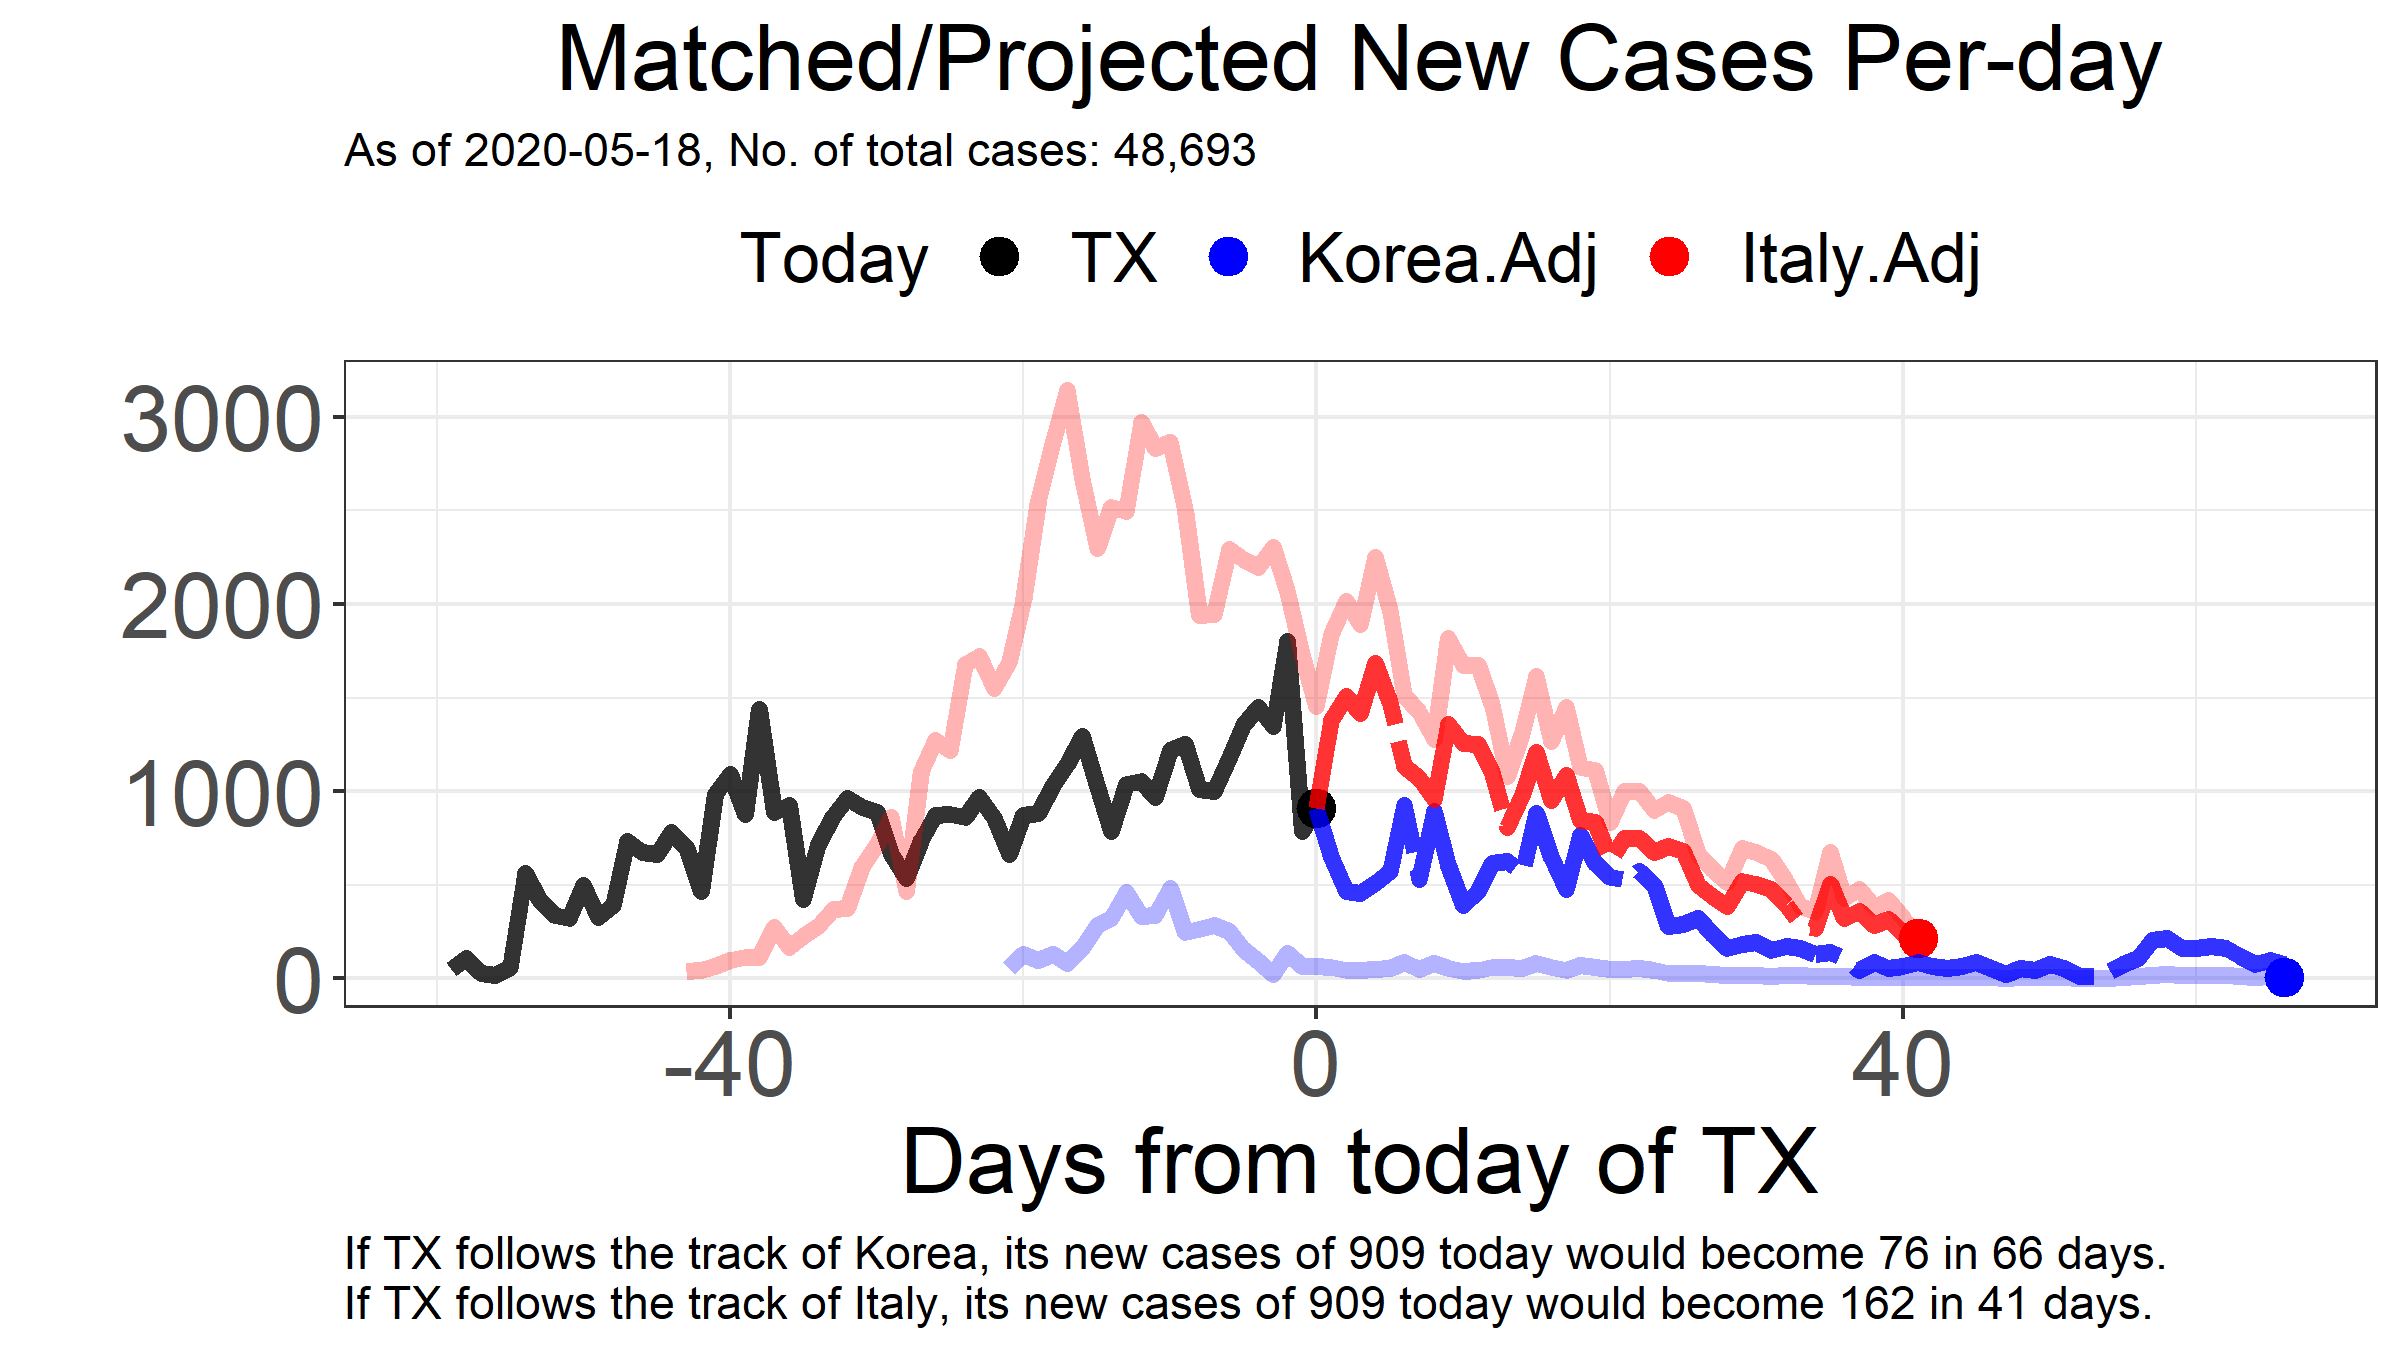 Matched/Projected New Cases Per-day
As of 2020-05-18, No. of total cases: 48,693
Today TX Korea.Adj Italy.Adj
3000
2000
1000
0
-40 0 40
Days from today of TX
If TX follows the track of Korea, its new cases of 909 today would become 76 in 66 days.
If TX follows the track of Italy, its new cases of 909 today would become 162 in 41 days.